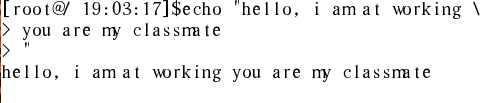 [root@/ 19:03:17]$echo "hello, i am at working \
> you are my classmate
> "
hello, i am at working you are my classmate